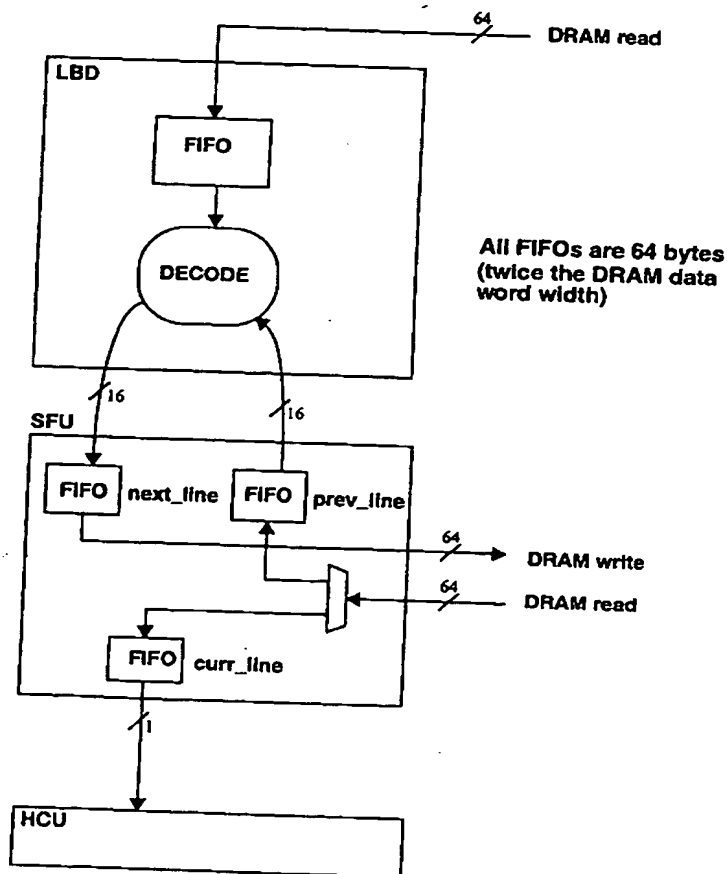 64
DRAM read
LBD
FIFO
DECODE
All FIFOs are 64 bytes
(twice the DRAM data
word width)
16
16
SFU
FIFO
next_line
FIFO
prev_line
64
DRAM write
64
DRAM read
FIFO
curr_line
1
HCU